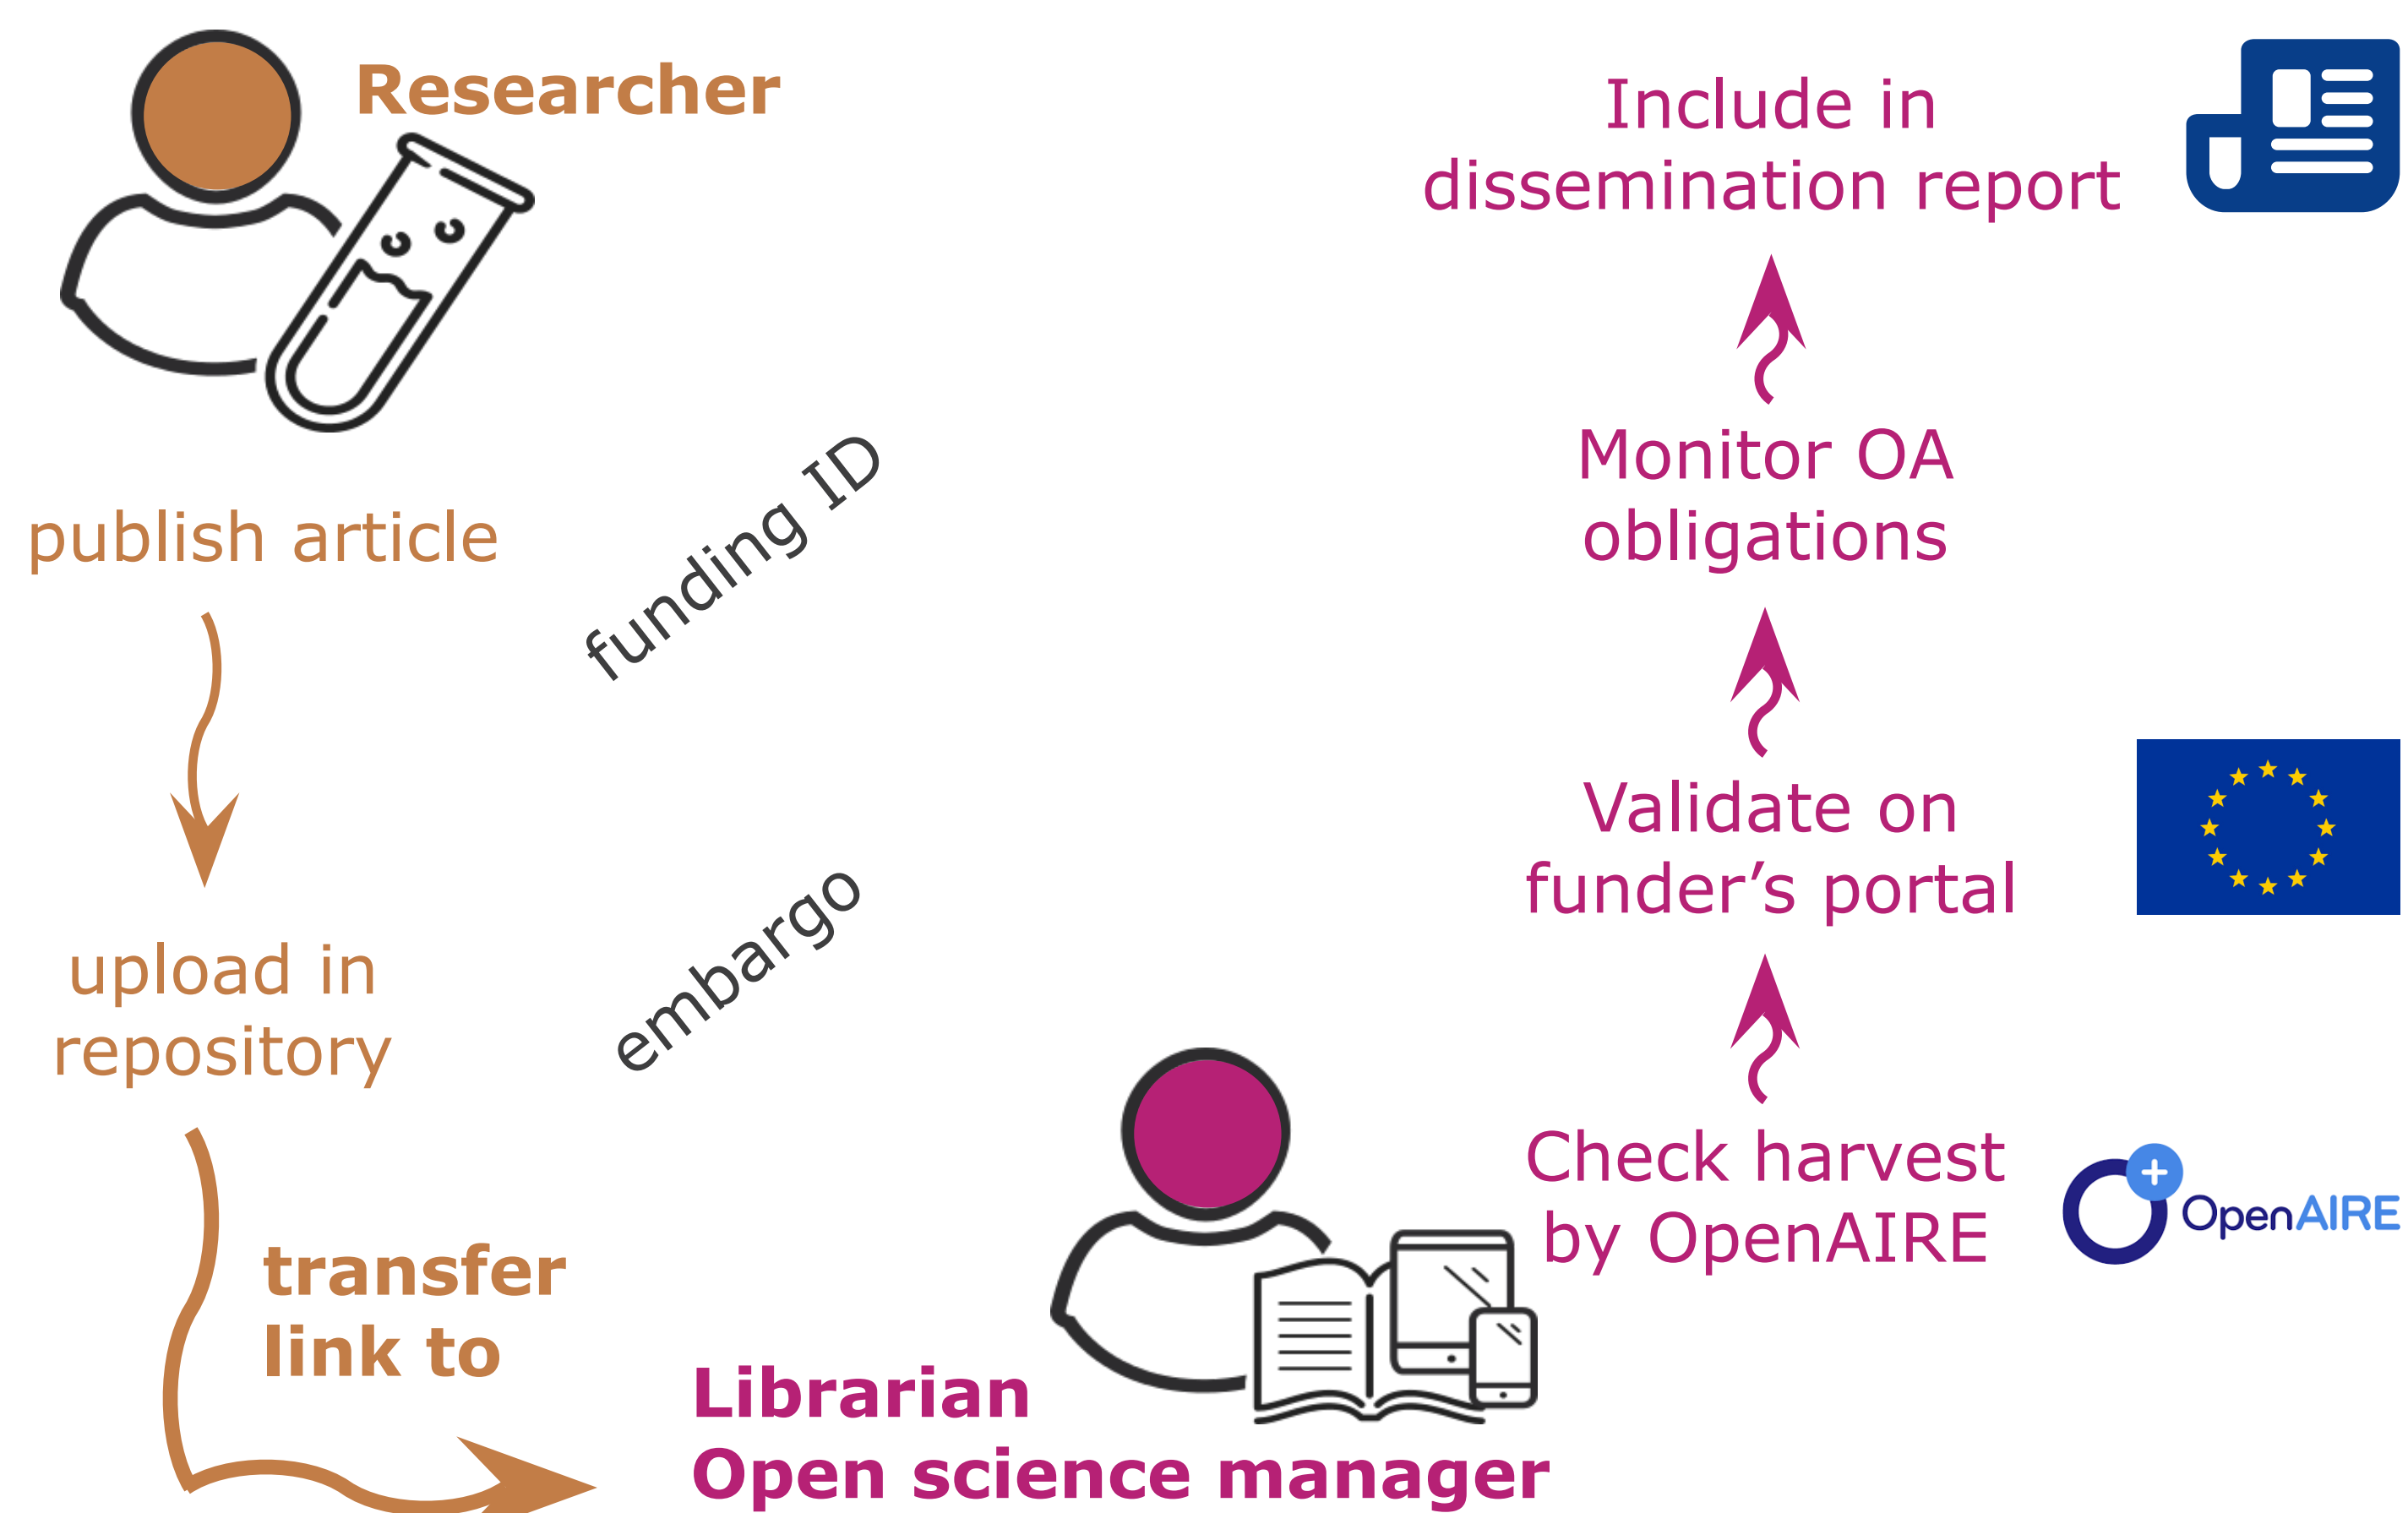 Researcher
publish article
upload in
repository
transfer
link to
funding ID
embargo
Librarian
Open science manager
Check harvest
by OpenAIRE
OpenAIRE
Validate on
funder’s portal
Monitor OA
obligations
Include in
dissemination report